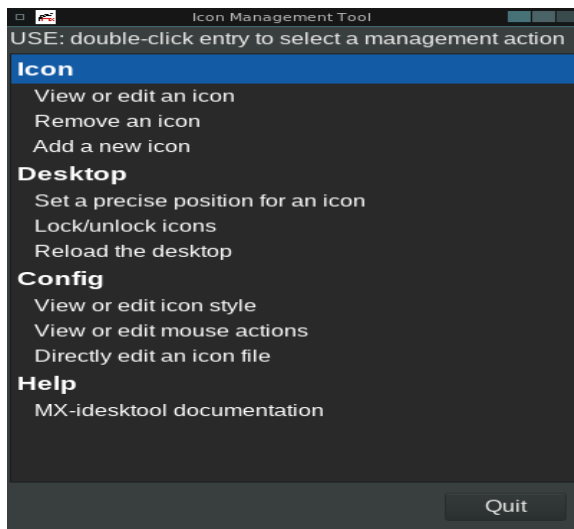 Icon Management Tool
USE: double-click entry to select a management action
Icon
View or edit an icon
Remove an icon
Add a new icon
Desktop
Set a precise position for an icon
Lock/unlock icons
Reload the desktop
Config
View or edit icon style
View or edit mouse actions
Directly edit an icon file
Help
MX-idesktool documentation
Quit